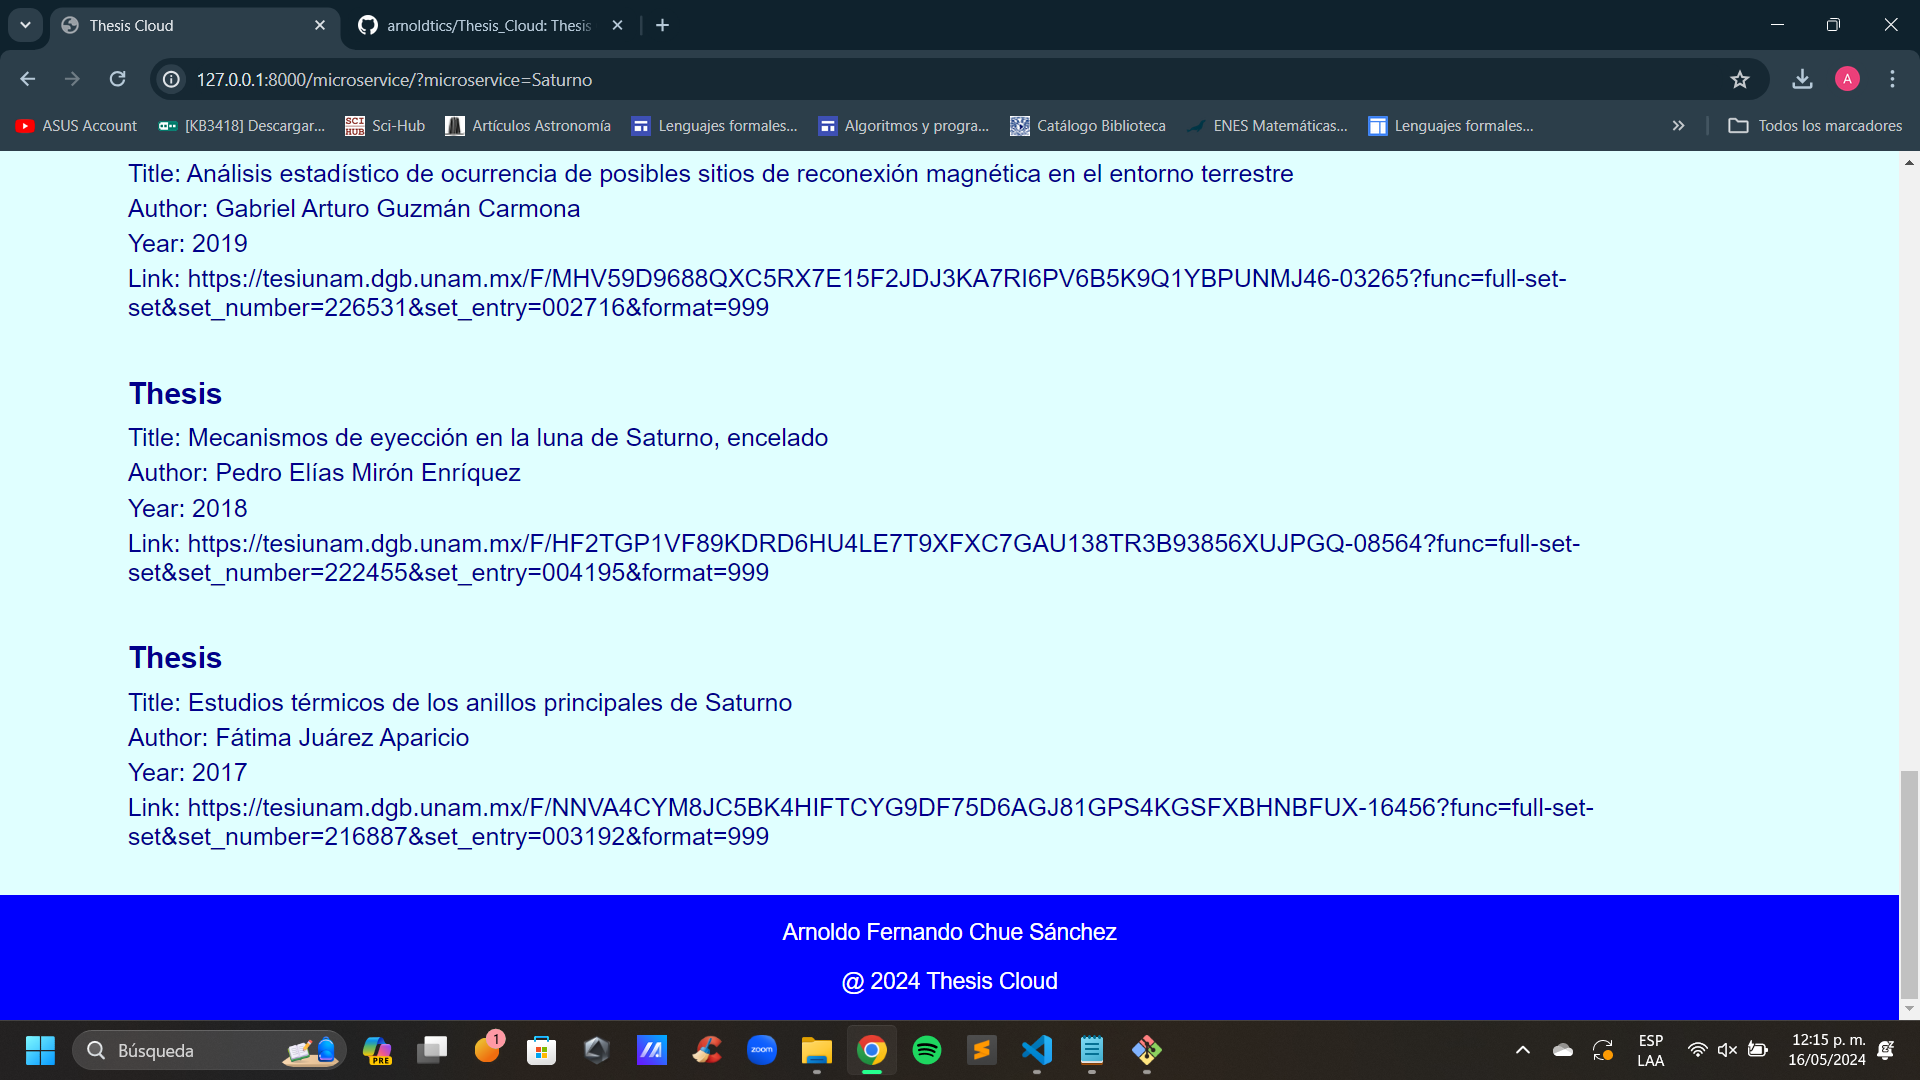 Thesis Cloud
arnoldtics/Thesis_Cloud: Thesis
127.0.0.1:8000/microservice/?microservice=Saturno
A
ASUS Account
[KB3418] Descargar...
SCI HUB
Sci-Hub
Artículos Astronomía
Lenguajes formales...
Algoritmos y progra...
Catálogo Biblioteca
ENES Matemáticas...
Lenguajes formales...
Todos los marcadores
Title: Análisis estadístico de ocurrencia de posibles sitios de reconexión magnética en el entorno terrestre
Author: Gabriel Arturo Guzmán Carmona
Year: 2019
Link: https://tesiunam.dgb.unam.mx/F/MHV59D9688QXC5RX7E15F2JDJ3KA7RI6PV6B5K9Q1YBPUNMJ46-03265?func=full-set-
set&set_number=226531&set_entry=002716&format=999
Thesis
Title: Mecanismos de eyección en la luna de Saturno, encelado
Author: Pedro Elías Mirón Enríquez
Year: 2018
Link: https://tesiunam.dgb.unam.mx/F/HF2TGP1VF89KDRD6HU4LE7T9XFXC7GAU138TR3B93856XUJPGQ-08564?func=full-set-
set&set_number=222455&set_entry=004195&format=999
Thesis
Title: Estudios térmicos de los anillos principales de Saturno
Author: Fátima Juárez Aparicio
Year: 2017
Link: https://tesiunam.dgb.unam.mx/F/NNVA4CYM8JC5BK4HIFTCYG9DF75D6AGJ81GPS4KGSFXBHNBFUX-16456?func=full-set-
set&set_number=216887&set_entry=003192&format=999
Arnoldo Fernando Chue Sánchez
@ 2024 Thesis Cloud
Búsqueda
PRE
1
zoom
ESP
LAA
12:15 p. m.
16/05/2024